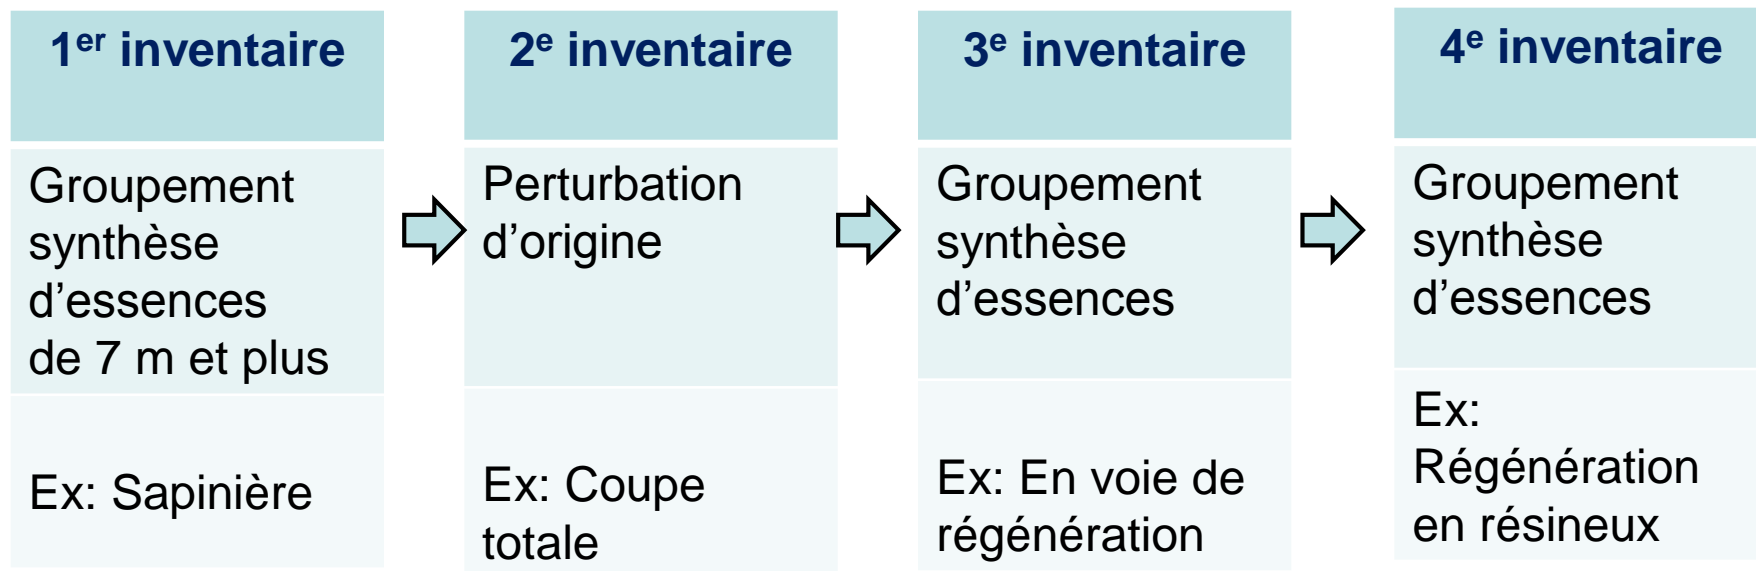 1er inventaire
Groupement
synthèse
d’essences
de 7 m et plus
Ex: Sapinière
2e inventaire
Perturbation
d’origine
Ex: Coupe
totale
3e inventaire
Groupement
synthèse
d’essences
Ex: En voie de
régénération
4e inventaire
Groupement
synthèse
d’essences
Ex:
Régénération
en résineux